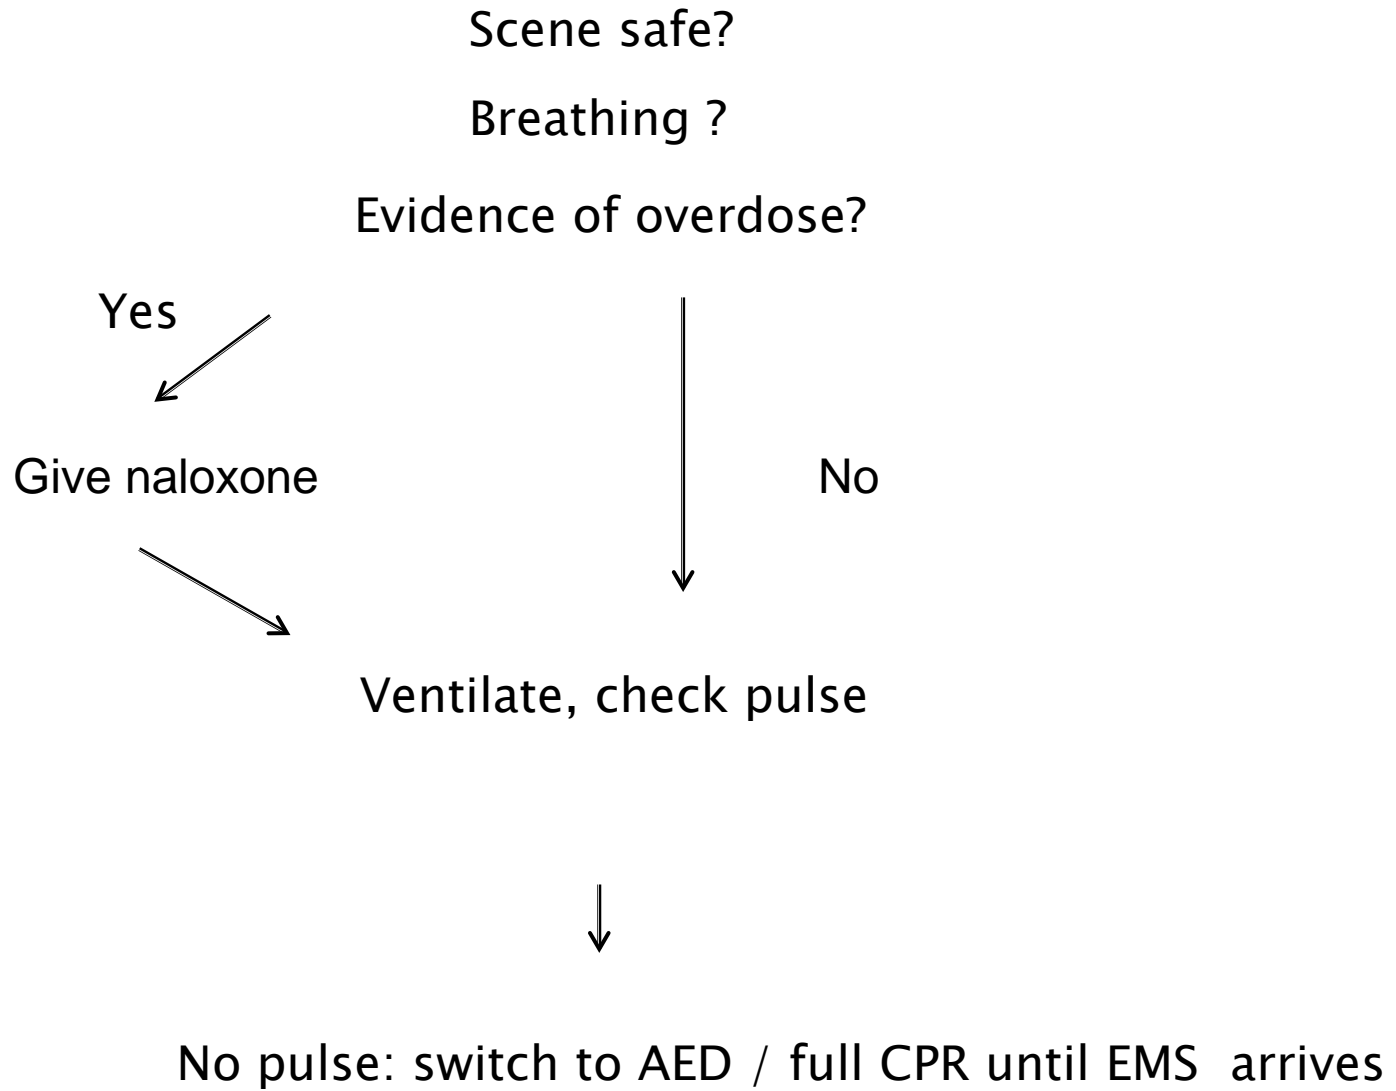 Scene safe?
Breathing ?
Evidence of overdose?
Yes
Give naloxone
No
Ventilate, check pulse
No pulse: switch to AED / full CPR until EMS arrives